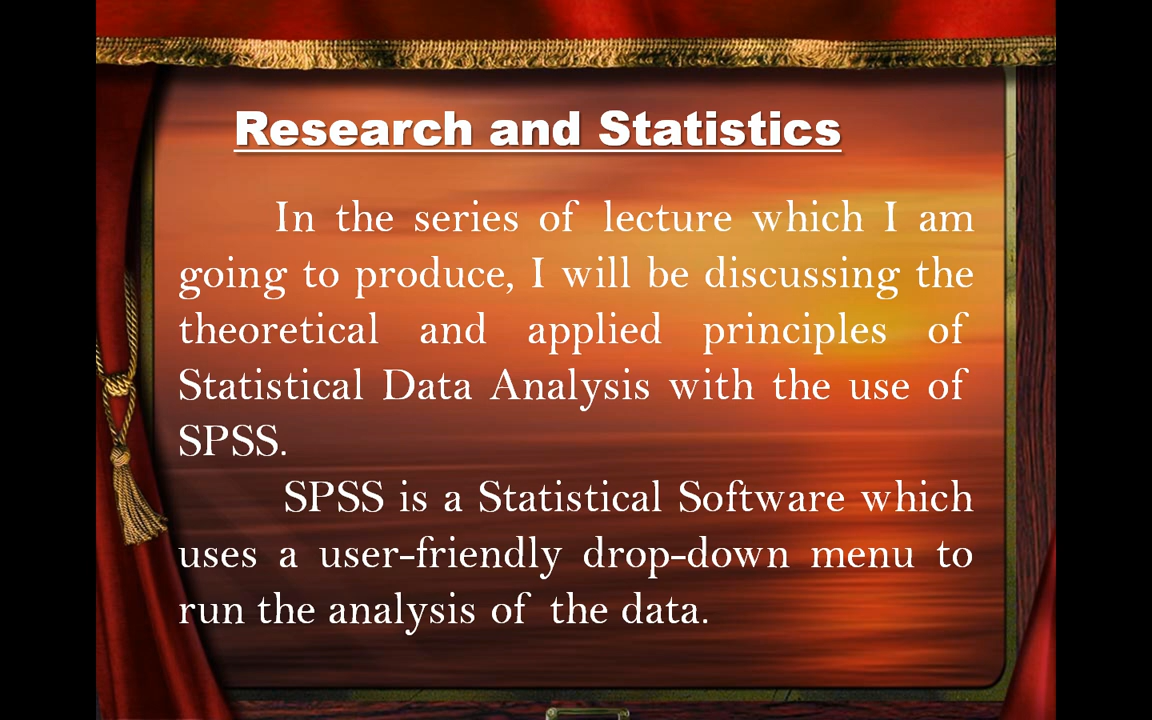 Research and Statistics
In the series of lecture which I am
going to produce, I will be discussing the
theoretical and applied principles of
Statistical Data Analysis with the use of
SPSS.
SPSS is a Statistical Software which
uses a user-friendly drop-down menu to
run the analysis of the data.